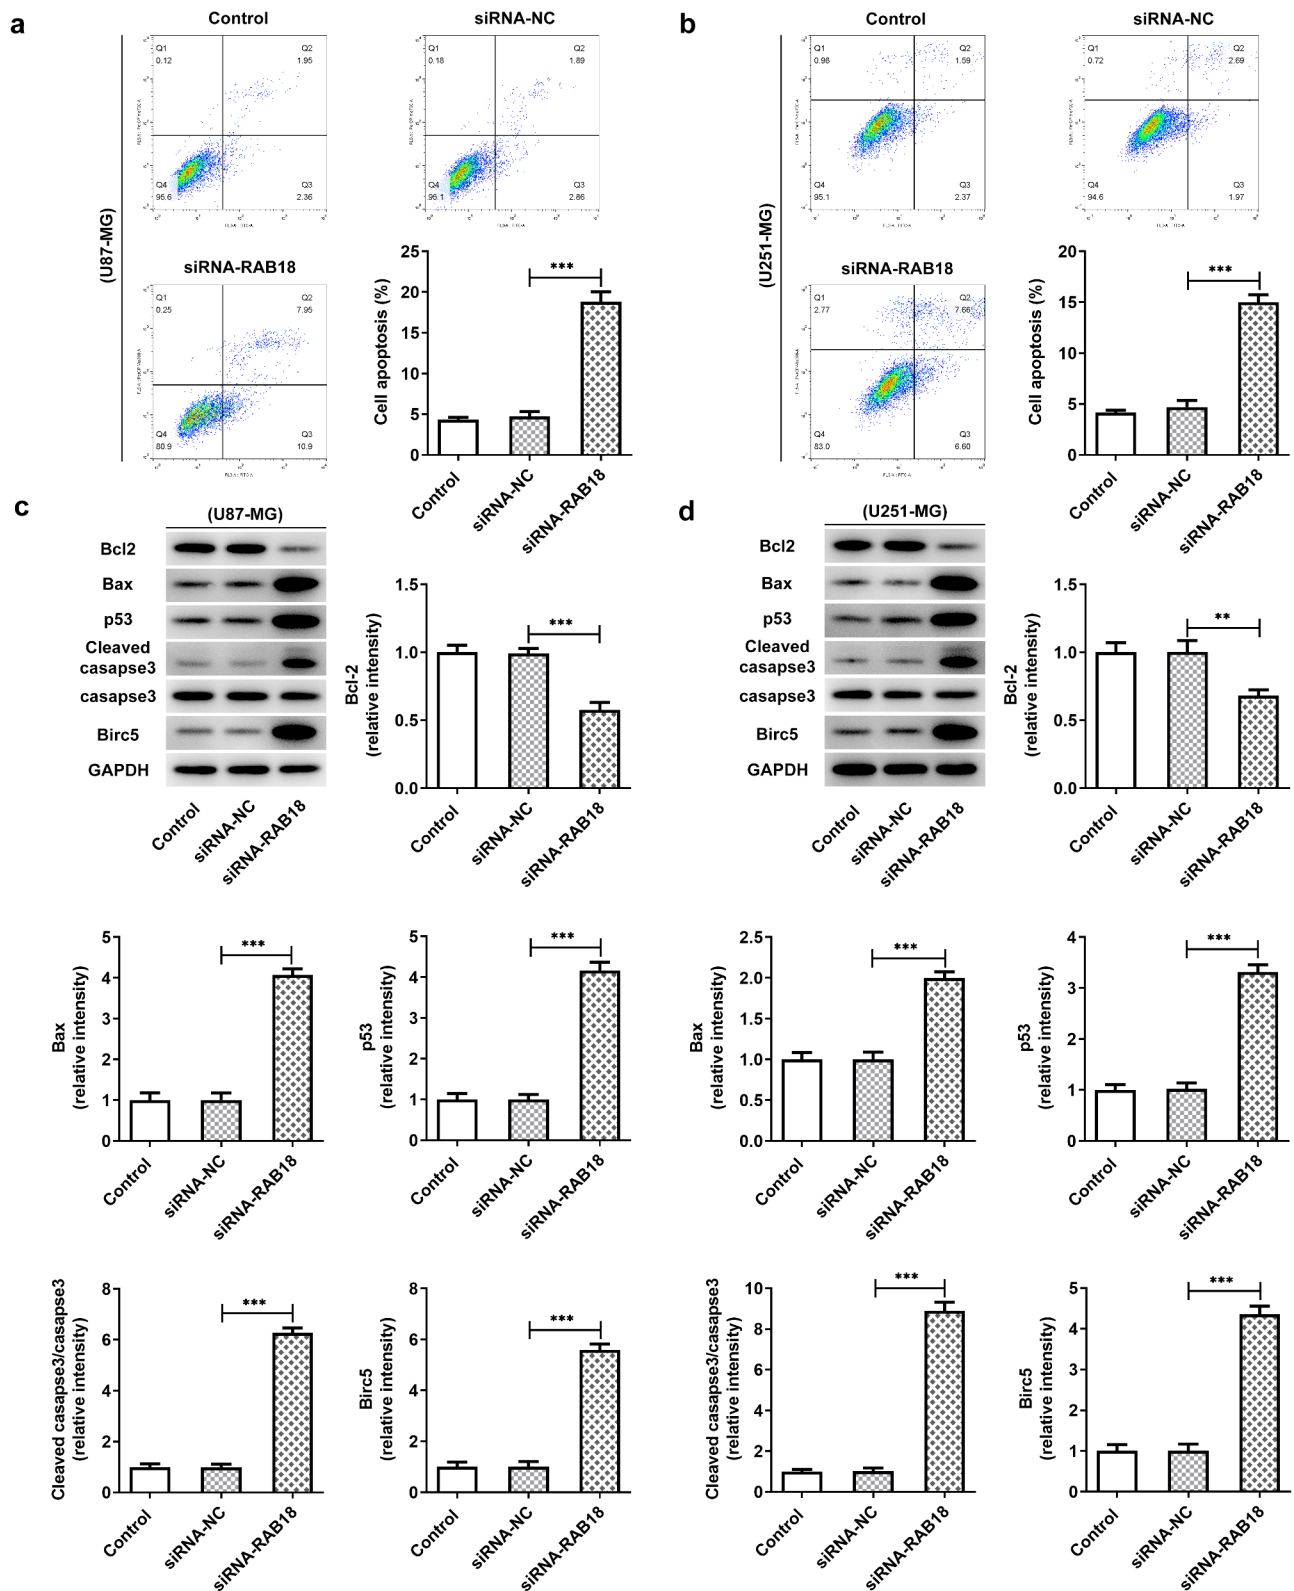 a
(U87-MG)
Control
Q1
0.12
Q2
1.95
Q4
95.6
Q3
2.36
siRNA-NC
Q1
0.18
Q2
1.89
Q4
95.1
Q3
2.86
siRNA-RAB18
Q1
0.25
Q2
7.95
Q4
80.9
Q3
10.9
Cell apoptosis (%)
25
20
15
10
5
0
***
Control
siRNA-NC
siRNA-RAB18
b
(U251-MG)
Control
Q1
0.98
Q2
1.59
Q4
95.1
Q3
2.37
siRNA-NC
Q1
0.72
Q2
2.69
Q4
94.6
Q3
1.97
siRNA-RAB18
Q1
2.77
Q2
7.66
Q4
83.0
Q3
6.60
Cell apoptosis (%)
20
15
10
5
0
***
Control
siRNA-NC
siRNA-RAB18
c
(U87-MG)
Bcl2
Bax
p53
Cleaved
casapse3
casapse3
Birc5
GAPDH
Control
siRNA-NC
siRNA-RAB18
Bcl-2
(relative intensity)
1.5
1.0
0.5
0.0
***
Control
siRNA-NC
siRNA-RAB18
d
(U251-MG)
Bcl2
Bax
p53
Cleaved
casapse3
casapse3
Birc5
GAPDH
Control
siRNA-NC
siRNA-RAB18
Bcl-2
(relative intensity)
1.5
1.0
0.5
0.0
**
Control
siRNA-NC
siRNA-RAB18
Bax
(relative intensity)
5
4
3
2
1
0
***
Control
siRNA-NC
siRNA-RAB18
p53
(relative intensity)
5
4
3
2
1
0
***
Control
siRNA-NC
siRNA-RAB18
Bax
(relative intensity)
2.5
2.0
1.5
1.0
0.5
0.0
***
Control
siRNA-NC
siRNA-RAB18
p53
(relative intensity)
4
3
2
1
0
***
Control
siRNA-NC
siRNA-RAB18
Cleaved casapse3/casapse3
(relative intensity)
8
6
4
2
0
***
Control
siRNA-NC
siRNA-RAB18
Birc5
(relative intensity)
8
6
4
2
0
***
Control
siRNA-NC
siRNA-RAB18
Cleaved casapse3/casapse3
(relative intensity)
10
8
6
4
2
0
***
Control
siRNA-NC
siRNA-RAB18
Birc5
(relative intensity)
5
4
3
2
1
0
***
Control
siRNA-NC
siRNA-RAB18